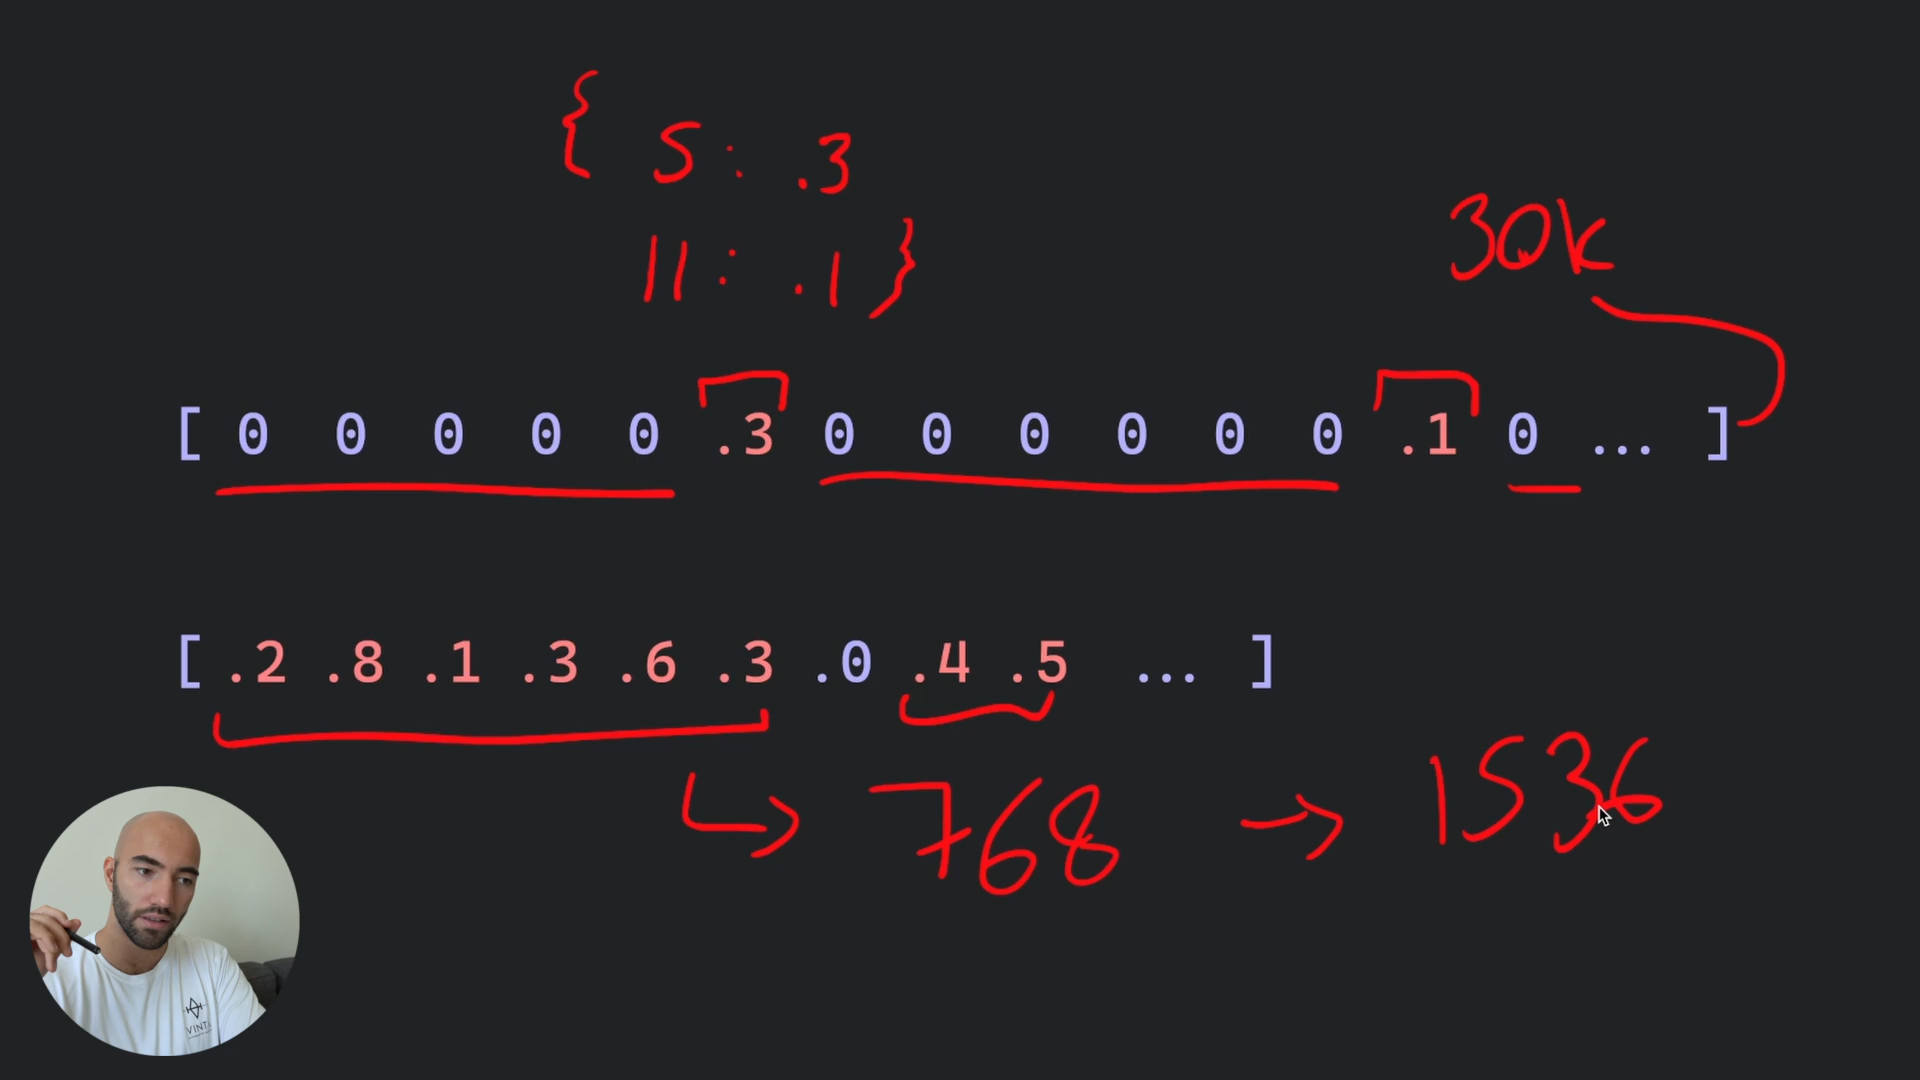 { 5: .3
11: .1 }
30k
[ 0 0 0 0 0 .3 0 0 0 0 0 0 .1 0 ... ]
[ .2 .8 .1 .3 .6 .3 .0 .4 .5 ... ]
768 → 1536
VINTA